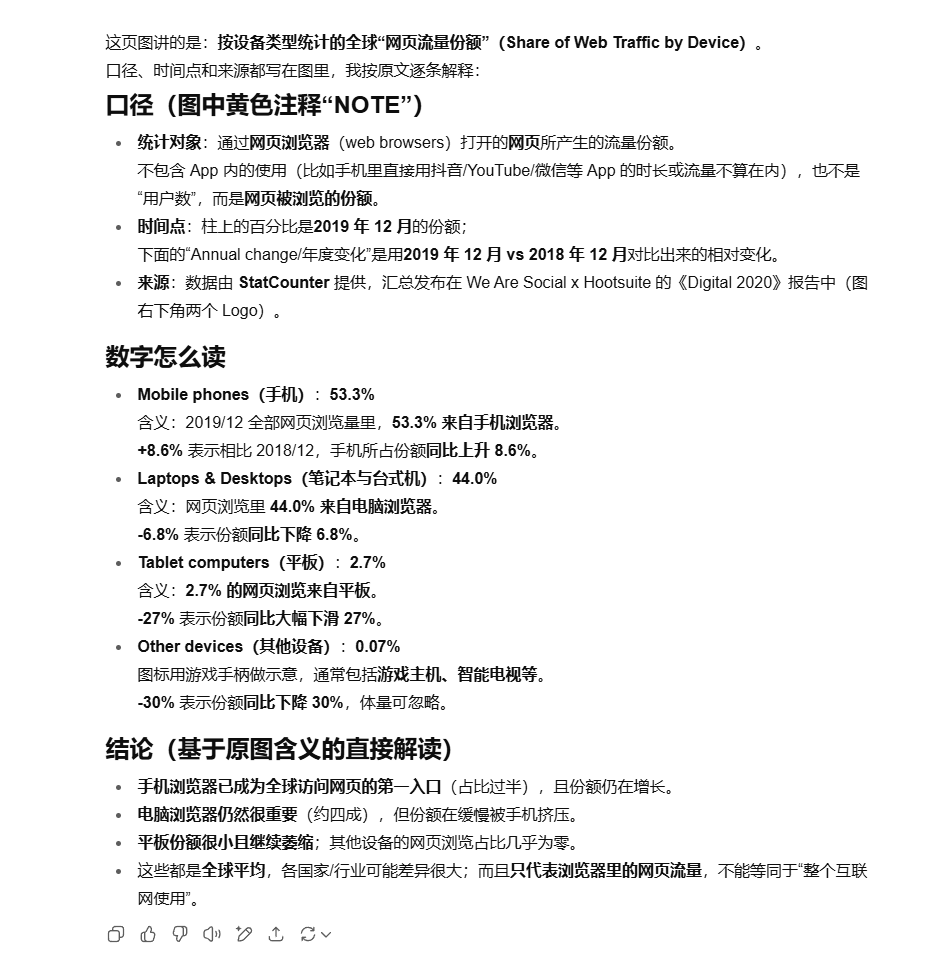 这页图讲的是：按设备类型统计的全球“网页流量份额”（Share of Web Traffic by Device）。
口径、时间点和来源都写在图里，我按原文逐条解释：
口径（图中黄色注释“NOTE”）
• 统计对象：通过网页浏览器（web browsers）打开的网页所产生的流量份额。
不包含 App 内的使用（比如手机里直接用抖音/YouTube/微信等 App 的时长或流量不算在内），也不是
“用户数”，而是网页被浏览的份额。
• 时间点：柱上的百分比是2019 年 12 月的份额；
下面的“Annual change/年度变化”是用2019 年 12 月 vs 2018 年 12 月对比出来的相对变化。
• 来源：数据由 StatCounter 提供，汇总发布在 We Are Social x Hootsuite 的《Digital 2020》报告中（图
右下角两个 Logo）。
数字怎么读
• Mobile phones（手机）：53.3%
含义：2019/12 全部网页浏览量里，53.3% 来自手机浏览器。
+8.6% 表示相比 2018/12，手机所占份额同比上升 8.6%。
• Laptops & Desktops（笔记本与台式机）：44.0%
含义：网页浏览里 44.0% 来自电脑浏览器。
-6.8% 表示份额同比下降 6.8%。
• Tablet computers（平板）：2.7%
含义：2.7% 的网页浏览来自平板。
-27% 表示份额同比大幅下滑 27%。
• Other devices（其他设备）：0.07%
图标用游戏手柄做示意，通常包括游戏主机、智能电视等。
-30% 表示份额同比下降 30%，体量可忽略。
结论（基于原图含义的直接解读）
• 手机浏览器已成为全球访问网页的第一入口（占比过半），且份额仍在增长。
• 电脑浏览器仍然很重要（约四成），但份额在缓慢被手机挤压。
• 平板份额很小且继续萎缩；其他设备的网页浏览占比几乎为零。
• 这些都是全球平均，各国家/行业可能差异很大；而且只代表浏览器里的网页流量，不能等同于“整个互联
网使用”。